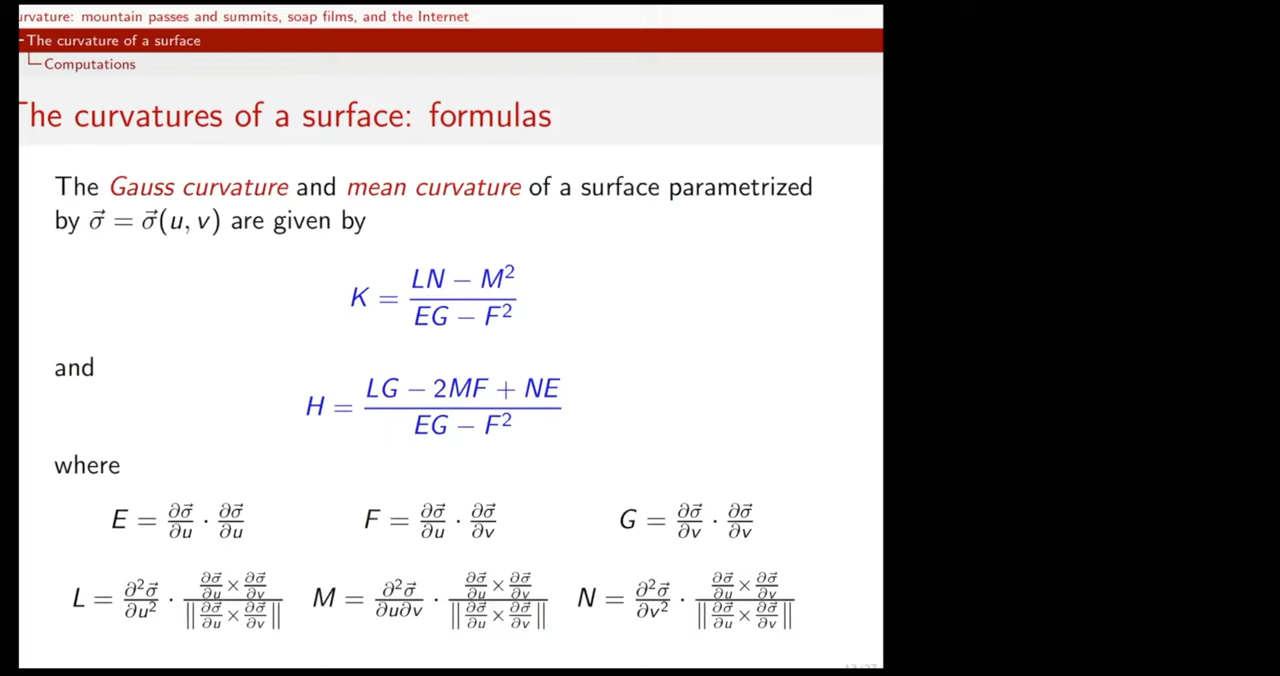 urvature: mountain passes and summits, soap films, and the Internet
The curvature of a surface
Computations
he curvatures of a surface: formulas
The Gauss curvature and mean curvature of a surface parametrized
by σ⃗ = σ⃗(u, v) are given by
K = (LN − M²) / (EG − F²)
and
H = (LG − 2MF + NE) / (EG − F²)
where
E = ∂σ⃗/∂u · ∂σ⃗/∂u F = ∂σ⃗/∂u · ∂σ⃗/∂v G = ∂σ⃗/∂v · ∂σ⃗/∂v
L = ∂²σ⃗/∂u² · (∂σ⃗/∂u × ∂σ⃗/∂v) / ||∂σ⃗/∂u × ∂σ⃗/∂v|| M = ∂²σ⃗/∂u∂v · (∂σ⃗/∂u × ∂σ⃗/∂v) / ||∂σ⃗/∂u × ∂σ⃗/∂v|| N = ∂²σ⃗/∂v² · (∂σ⃗/∂u × ∂σ⃗/∂v) / ||∂σ⃗/∂u × ∂σ⃗/∂v||